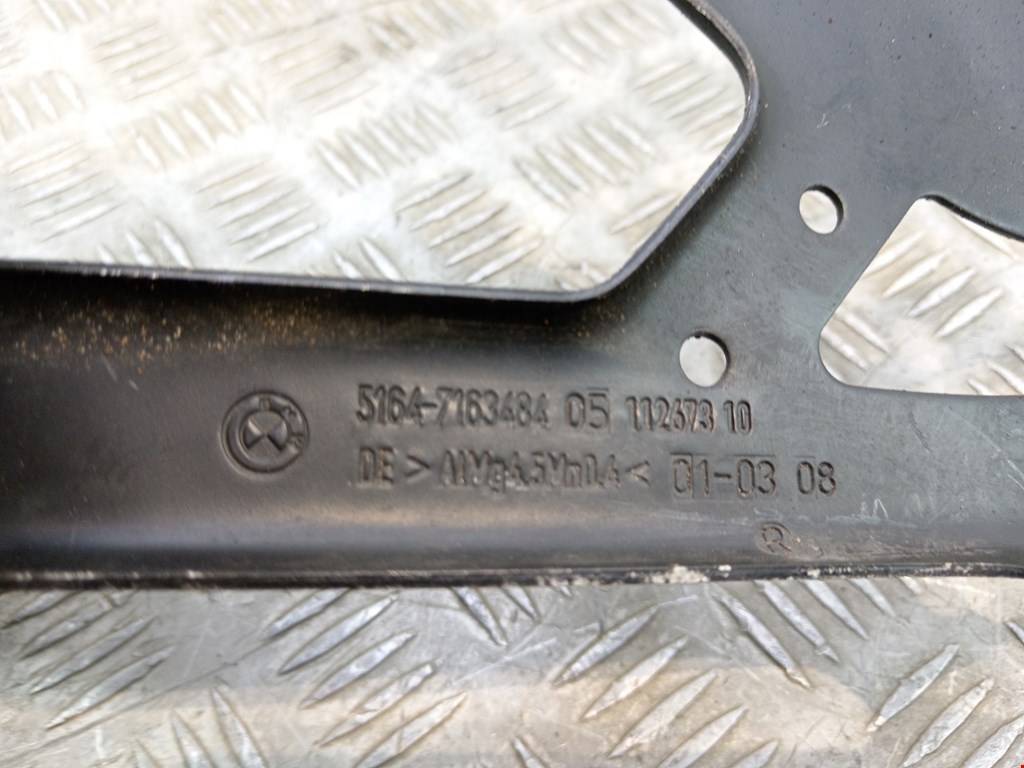 5164-7163484 05 112673 10
DE > AlMg4,5Mn0,4 < 01-03 08
R